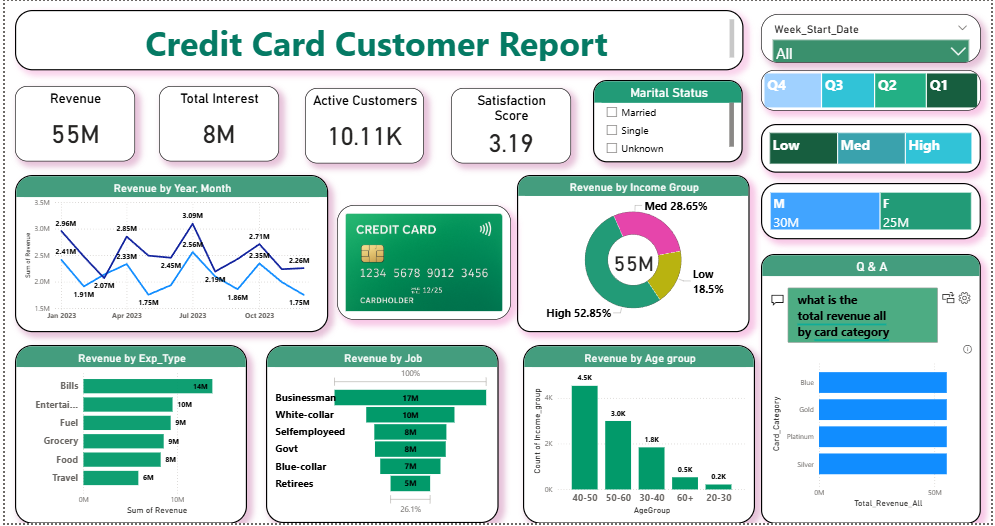 Credit Card Customer Report
Week_Start_Date
All
Q4 Q3 Q2 Q1
Revenue
55M
Total Interest
8M
Active Customers
10.11K
Satisfaction
Score
3.19
Marital Status
Married
Single
Unknown
Low Med High
M
30M
F
25M
Revenue by Year, Month
Sum of Revenue
3.5M
3.0M
2.5M
2.0M
1.5M
2.96M
2.41M
1.91M
2.07M
2.85M
2.33M
1.75M
2.45M
3.09M
2.56M
2.19M
1.86M
2.71M
2.35M
2.26M
1.75M
Jan 2023 Apr 2023 Jul 2023 Oct 2023
CREDIT CARD
1234 5678 9012 3456
12/25
CARDHOLDER
Revenue by Income Group
Med 28.65%
55M
Low
18.5%
High 52.85%
Q & A
what is the
total revenue all
by card category
Card_Category
Blue
Gold
Platinum
Silver
0M 50M
Total_Revenue_All
Revenue by Exp_Type
Bills 14M
Entertai... 10M
Fuel 9M
Grocery 9M
Food 8M
Travel 6M
0M 10M
Sum of Revenue
Revenue by Job
100%
Businessman 17M
White-collar 10M
Selfemployeed 8M
Govt 8M
Blue-collar 7M
Retirees 5M
26.1%
Revenue by Age group
Count of Income_group
4K
2K
0K
4.5K
3.0K
1.8K
0.5K
0.2K
40-50 50-60 30-40 60+ 20-30
AgeGroup